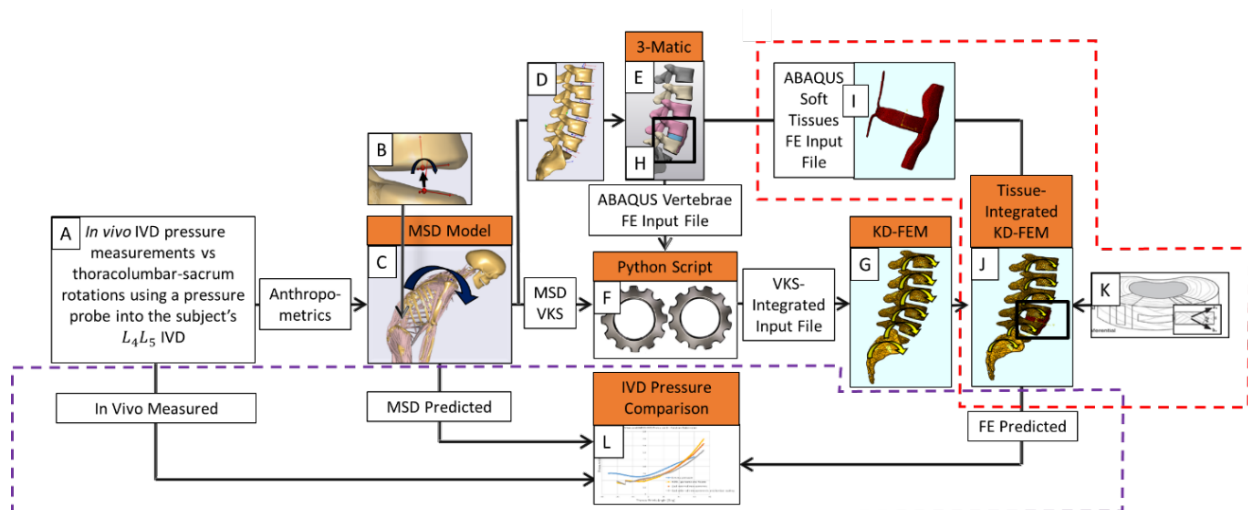 3-Matic
D
E
ABAQUS
Soft
Tissues
FE Input
File
I
B
H
ABAQUS Vertebrae
FE Input File
Tissue-
Integrated
KD-FEM
A
In vivo IVD pressure
measurements vs
thoracolumbar-sacrum
rotations using a pressure
probe into the subject's
L₄L₅ IVD
Anthropo-
metrics
MSD Model
C
MSD
VKS
Python Script
F
VKS-
Integrated
Input File
KD-FEM
G
J
K
In Vivo Measured
MSD Predicted
IVD Pressure
Comparison
L
FE Predicted